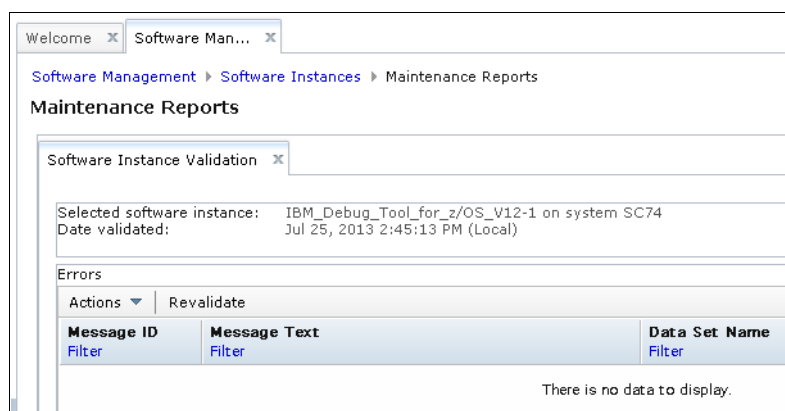 Welcome X Software Man... X
Software Management ▶ Software Instances ▶ Maintenance Reports
Maintenance Reports
Software Instance Validation X
Selected software instance: IBM_Debug_Tool_for_z/OS_V12-1 on system SC74
Date validated: Jul 25, 2013 2:45:13 PM (Local)
Errors
Actions ▼ Revalidate
Message ID Message Text Data Set Name
Filter Filter Filter
There is no data to display.